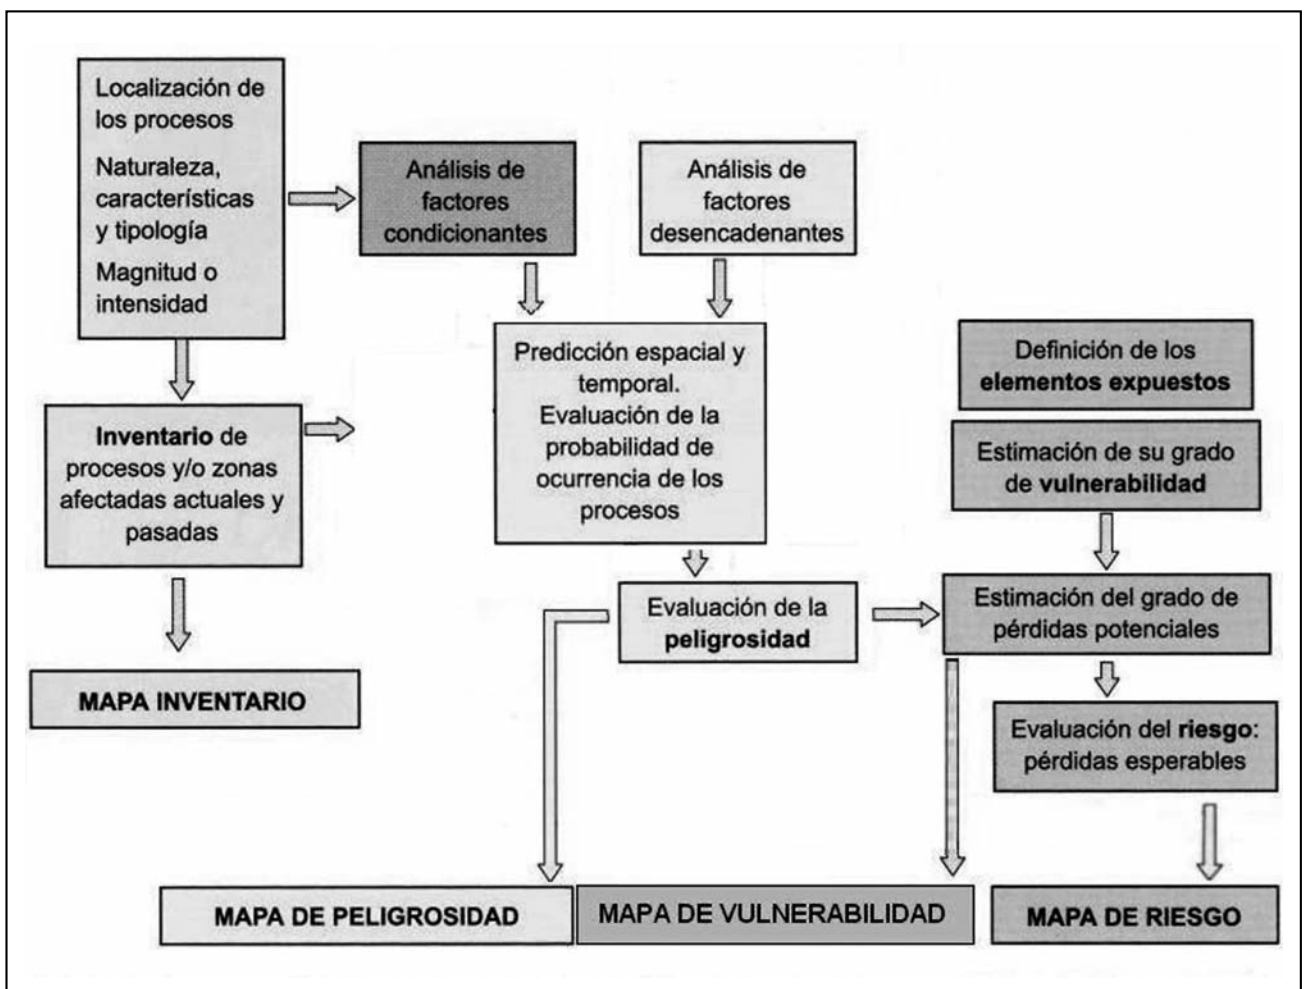 Localización de
los procesos
Naturaleza,
características
y tipología
Magnitud o
intensidad
Análisis de
factores
condicionantes
Análisis de
factores
desencadenantes
Inventario de
procesos y/o zonas
afectadas actuales y
pasadas
Predicción espacial y
temporal.
Evaluación de la
probabilidad de
ocurrencia de los
procesos
Definición de los
elementos expuestos
Estimación de su grado
de vulnerabilidad
Evaluación de la
peligrosidad
Estimación del grado de
pérdidas potenciales
MAPA INVENTARIO
Evaluación del riesgo:
pérdidas esperables
MAPA DE PELIGROSIDAD
MAPA DE VULNERABILIDAD
MAPA DE RIESGO